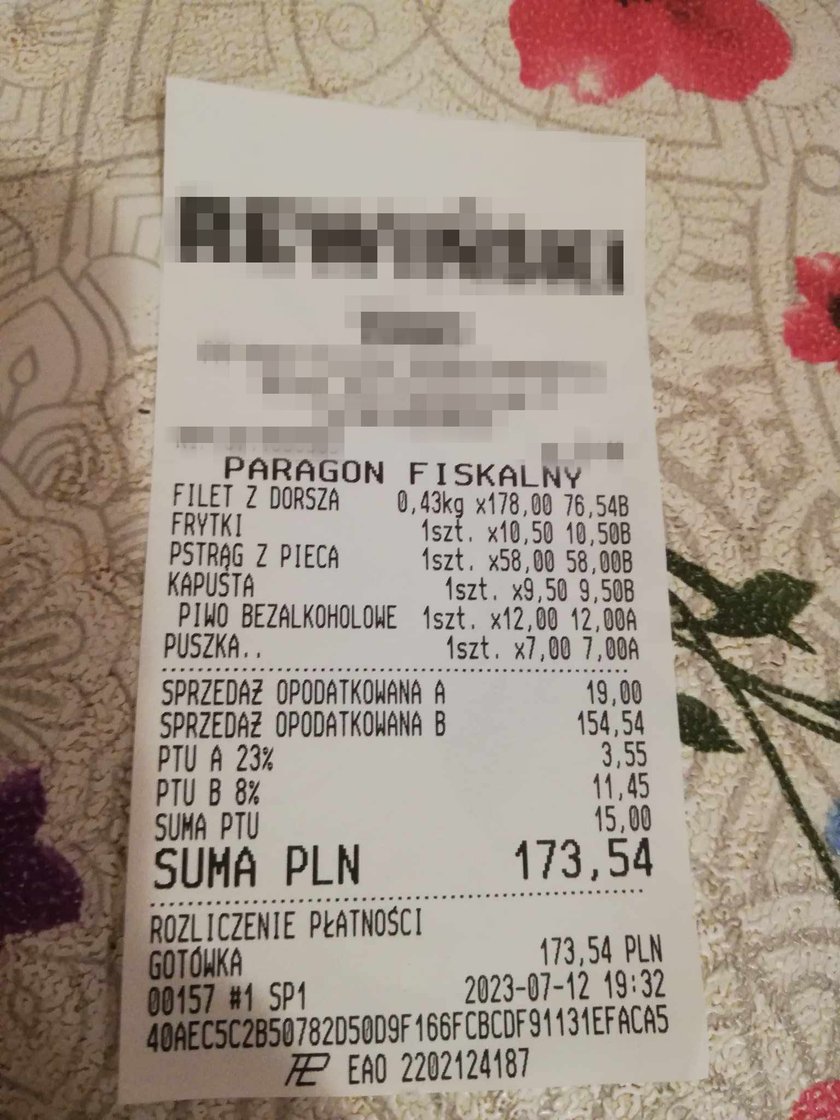 PARAGON FISKALNY
FILET Z DORSZA 0,43kg x178,00 76,54B
FRYTKI 1szt. x10,50 10,50B
PSTRĄG Z PIECA 1szt. x58,00 58,00B
KAPUSTA 1szt. x9,50 9,50B
PIWO BEZALKOHOLOWE 1szt. x12,00 12,00A
PUSZKA.. 1szt. x7,00 7,00A
SPRZEDAŻ OPODATKOWANA A 19,00
SPRZEDAŻ OPODATKOWANA B 154,54
PTU A 23% 3,55
PTU B 8% 11,45
SUMA PTU 15,00
SUMA PLN 173,54
ROZLICZENIE PŁATNOŚCI
GOTÓWKA 173,54 PLN
00157 #1 SP1 2023-07-12 19:32
40AEC5C2B50782D50D9F166FCBCDF91131EFACA5
EAO 2202124187